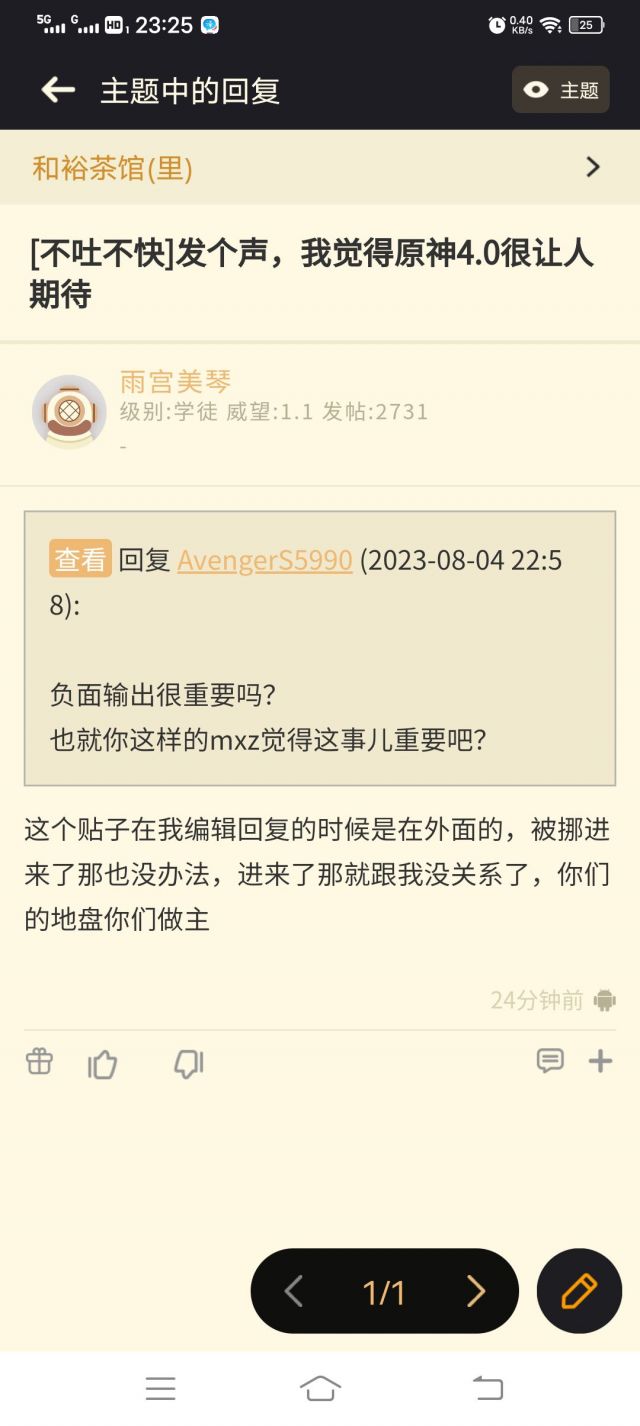 5G G HD 1 23:25 0.40 KB/s 25
主题中的回复 主题
和裕茶馆(里)
[不吐不快]发个声，我觉得原神4.0很让人
期待
雨宫美琴
级别:学徒 威望:1.1 发帖:2731
-
查看 回复 AvengerS5990 (2023-08-04 22:5
8):
负面输出很重要吗？
也就你这样的mxz觉得这事儿重要吧？
这个贴子在我编辑回复的时候是在外面的，被挪进
来了那也没办法，进来了那就跟我没关系了，你们
的地盘你们做主
24分钟前
1/1